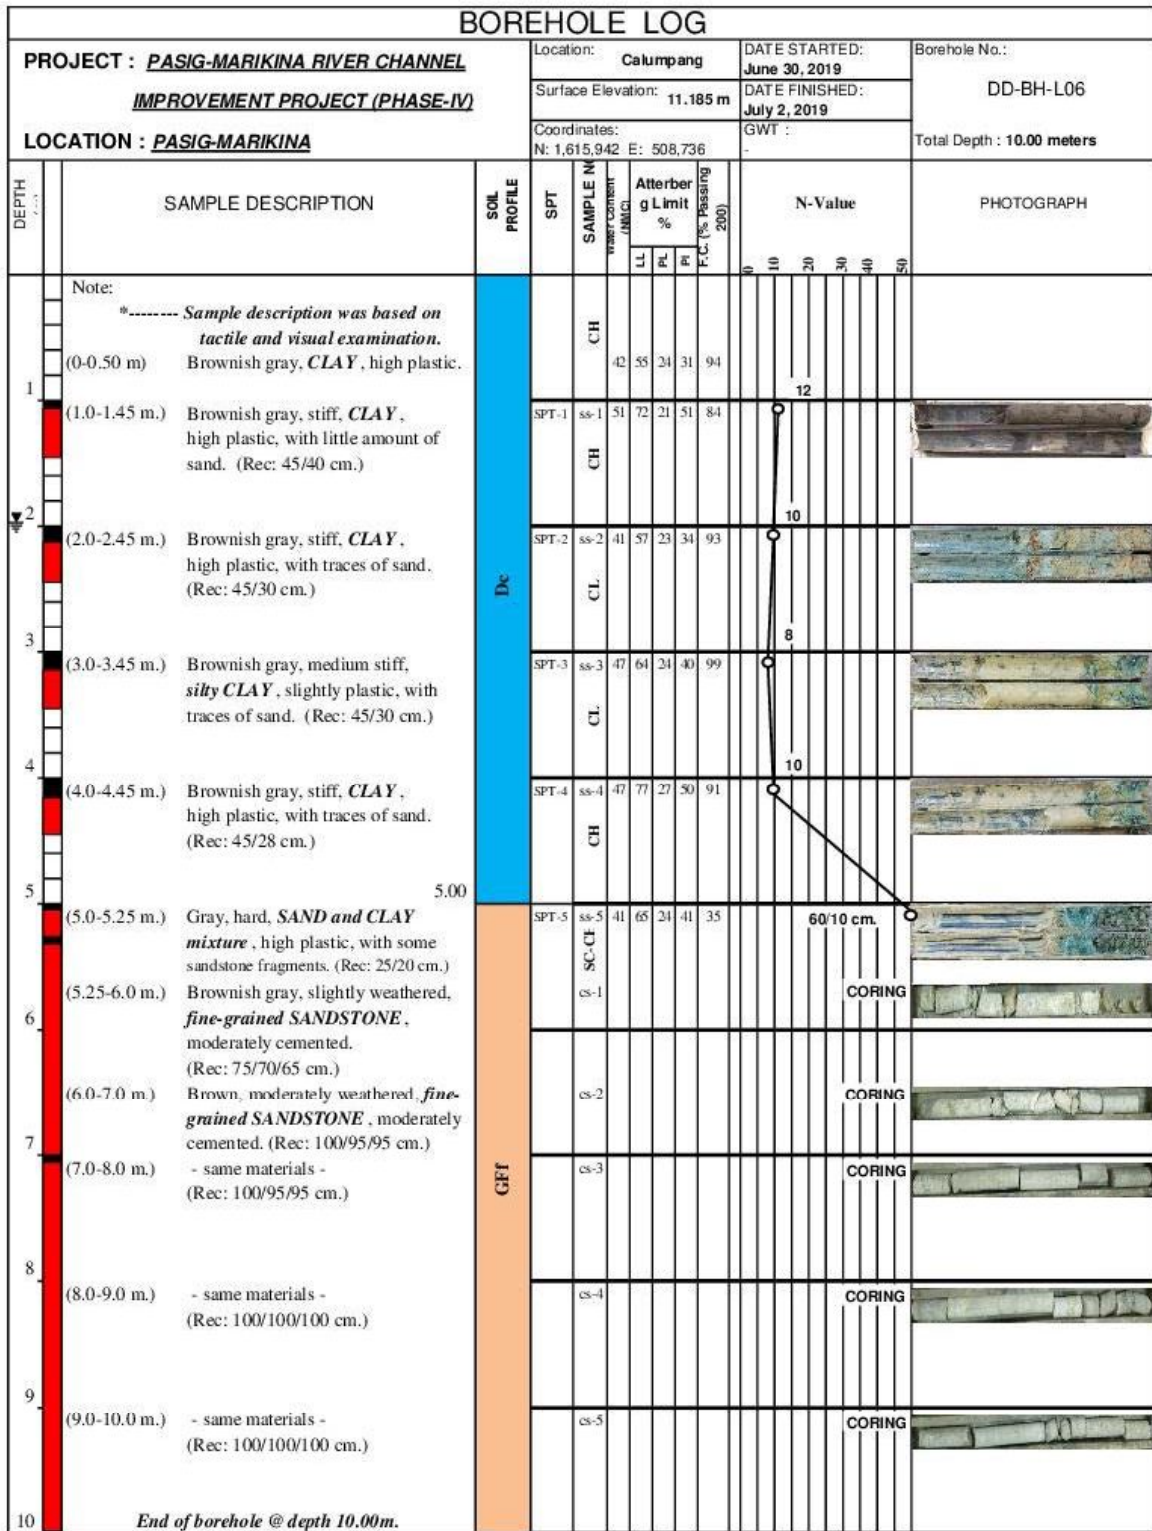 BOREHOLE LOG
PROJECT : PASIG-MARIKINA RIVER CHANNEL
IMPROVEMENT PROJECT (PHASE-IV)
LOCATION : PASIG-MARIKINA
Location: Calumpang
Surface Elevation: 11.185 m
Coordinates:
N: 1,615,942 E: 508,736
DATE STARTED:
June 30, 2019
DATE FINISHED:
July 2, 2019
GWT :
-
Borehole No.:
DD-BH-L06
Total Depth : 10.00 meters
DEPTH
SAMPLE DESCRIPTION
SOIL
PROFILE
SPT
SAMPLE NO
Water Content
(NMC)
Atterber
g Limit
%
LL PL PI
F.C. (% Passing
200)
N-Value
0 10 20 30 40 50
PHOTOGRAPH
Note:
*-------- Sample description was based on
tactile and visual examination.
(0-0.50 m) Brownish gray, CLAY , high plastic.
CH
42 55 24 31 94
1
12
(1.0-1.45 m.) Brownish gray, stiff, CLAY ,
high plastic, with little amount of
sand. (Rec: 45/40 cm.)
SPT-1 ss-1 51 72 21 51 84
CH
2
10
(2.0-2.45 m.) Brownish gray, stiff, CLAY ,
high plastic, with traces of sand.
(Rec: 45/30 cm.)
Dc
SPT-2 ss-2 41 57 23 34 93
CL
3
8
(3.0-3.45 m.) Brownish gray, medium stiff,
silty CLAY , slightly plastic, with
traces of sand. (Rec: 45/30 cm.)
SPT-3 ss-3 47 64 24 40 99
CL
4
10
(4.0-4.45 m.) Brownish gray, stiff, CLAY ,
high plastic, with traces of sand.
(Rec: 45/28 cm.)
SPT-4 ss-4 47 77 27 50 91
CH
5
5.00
(5.0-5.25 m.) Gray, hard, SAND and CLAY
mixture , high plastic, with some
sandstone fragments. (Rec: 25/20 cm.)
SPT-5 ss-5 41 65 24 41 35
60/10 cm.
(5.25-6.0 m.) Brownish gray, slightly weathered,
fine-grained SANDSTONE ,
moderately cemented.
(Rec: 75/70/65 cm.)
cs-1
CORING
6
(6.0-7.0 m.) Brown, moderately weathered, fine-
grained SANDSTONE , moderately
cemented. (Rec: 100/95/95 cm.)
cs-2
CORING
7
(7.0-8.0 m.) - same materials -
(Rec: 100/95/95 cm.)
GFf
cs-3
CORING
8
(8.0-9.0 m.) - same materials -
(Rec: 100/100/100 cm.)
cs-4
CORING
9
(9.0-10.0 m.) - same materials -
(Rec: 100/100/100 cm.)
cs-5
CORING
10
End of borehole @ depth 10.00m.